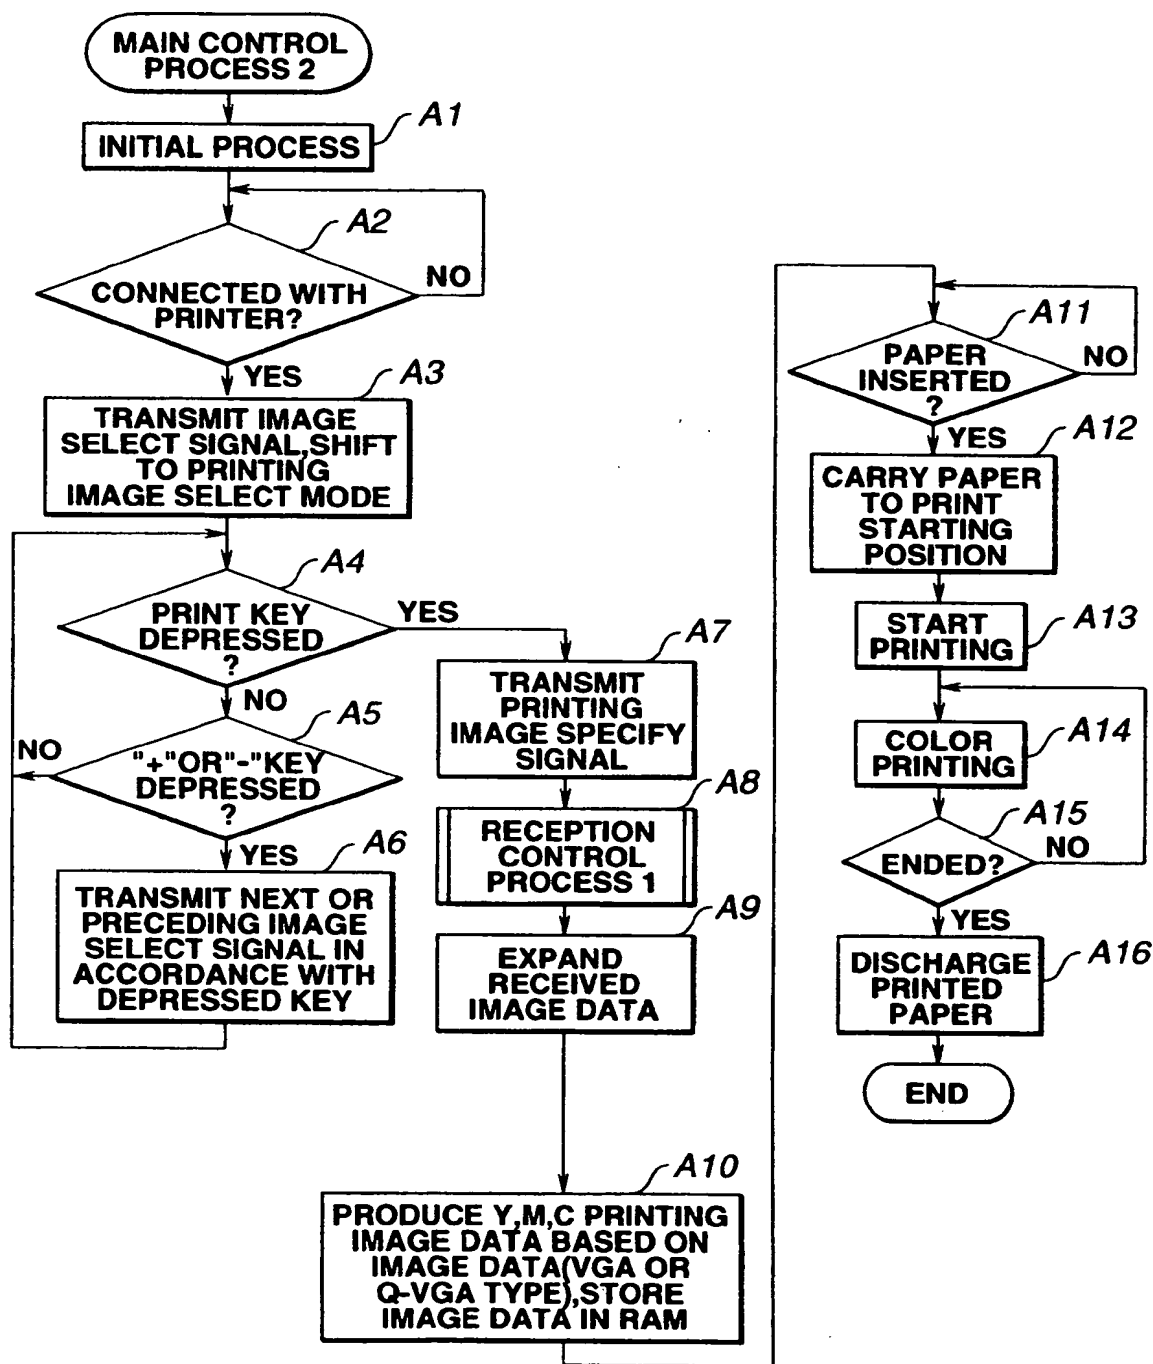 MAIN CONTROL
PROCESS 2
A1
INITIAL PROCESS
A2
NO
CONNECTED WITH
PRINTER?
YES
A3
TRANSMIT IMAGE
SELECT SIGNAL,SHIFT
TO PRINTING
IMAGE SELECT MODE
A4
PRINT KEY
DEPRESSED
?
YES
NO
A5
NO
"+"OR"-"KEY
DEPRESSED
?
YES
A6
TRANSMIT NEXT OR
PRECEDING IMAGE
SELECT SIGNAL IN
ACCORDANCE WITH
DEPRESSED KEY
A7
TRANSMIT
PRINTING
IMAGE SPECIFY
SIGNAL
A8
RECEPTION
CONTROL
PROCESS 1
A9
EXPAND
RECEIVED
IMAGE DATA
A10
PRODUCE Y,M,C PRINTING
IMAGE DATA BASED ON
IMAGE DATA(VGA OR
Q-VGA TYPE),STORE
IMAGE DATA IN RAM
A11
PAPER
INSERTED
?
NO
YES
A12
CARRY PAPER
TO PRINT
STARTING
POSITION
A13
START
PRINTING
A14
COLOR
PRINTING
A15
ENDED?
NO
YES
A16
DISCHARGE
PRINTED
PAPER
END